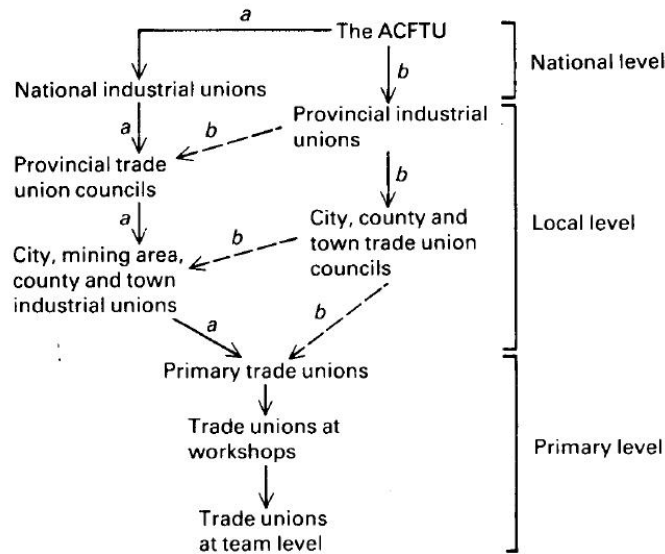 a
The ACFTU
National level
National industrial unions
b
a
b
Provincial industrial
unions
Provincial trade
union councils
b
Local level
a
b
City, county and
town trade union
councils
City, mining area,
county and town
industrial unions
a
b
Primary trade unions
Trade unions at
workshops
Primary level
Trade unions
at team level